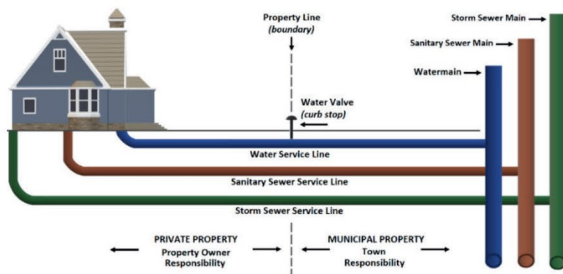 Storm Sewer Main
Property Line
(boundary)
Sanitary Sewer Main
Watermain
Water Valve
(curb stop)
Water Service Line
Sanitary Sewer Service Line
Storm Sewer Service Line
PRIVATE PROPERTY
Property Owner
Responsibility
MUNICIPAL PROPERTY
Town
Responsibility